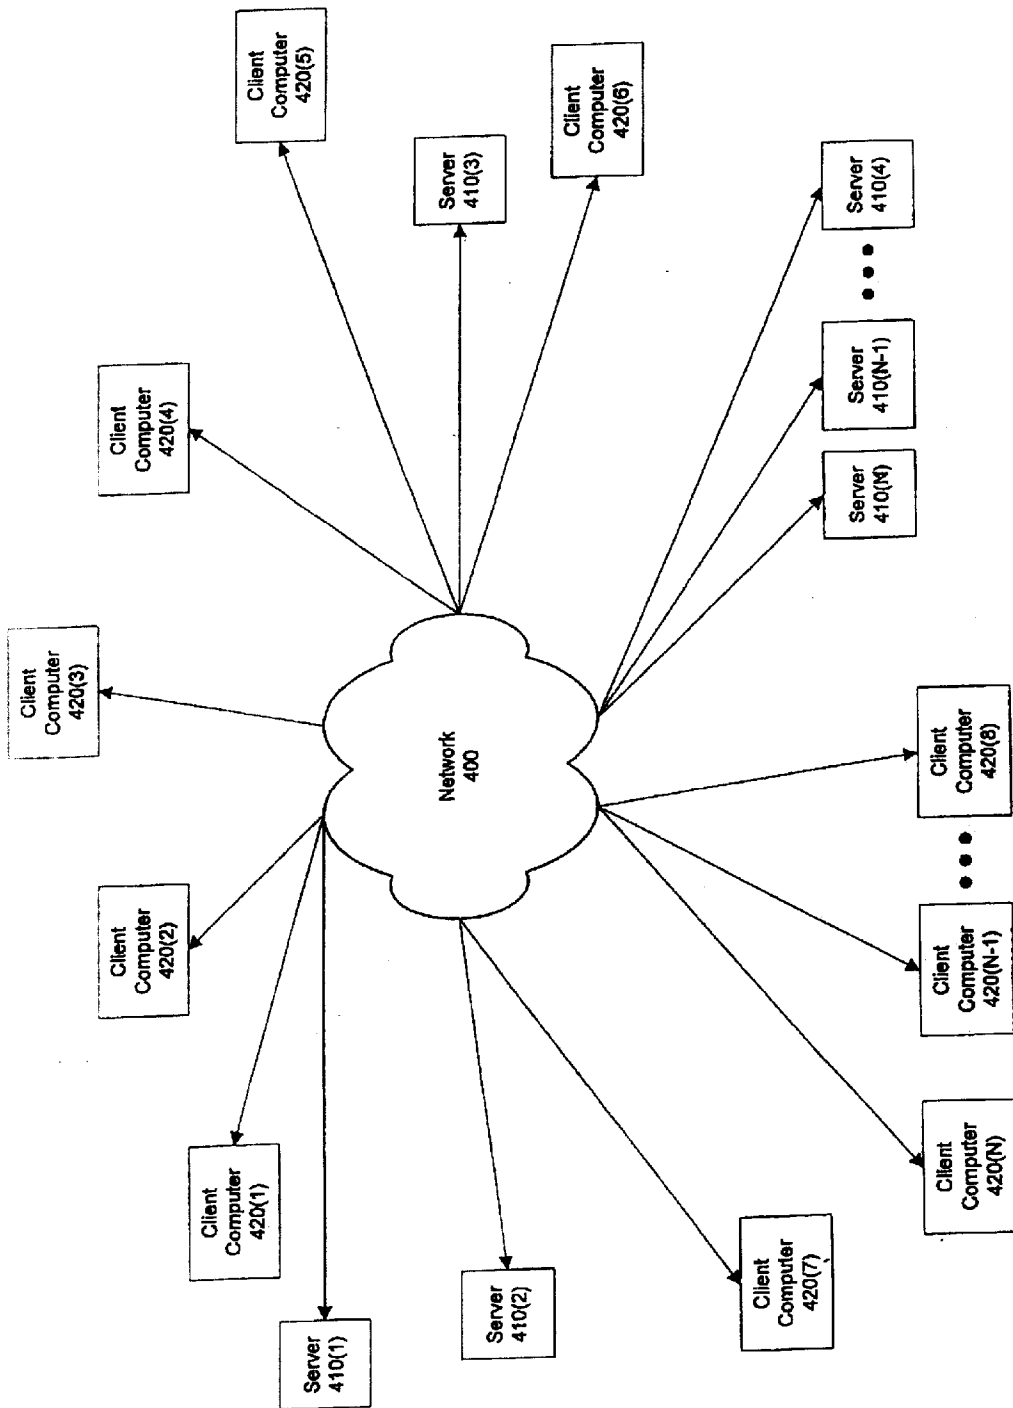 Client
Computer
420(1)
Client
Computer
420(2)
Client
Computer
420(3)
Client
Computer
420(4)
Client
Computer
420(5)
Server
410(1)
Server
410(2)
Network
400
Server
410(3)
Client
Computer
420(6)
Client
Computer
420(7)
Client
Computer
420(N)
Client
Computer
420(N-1)
Client
Computer
420(8)
Server
410(N)
Server
410(N-1)
Server
410(4)